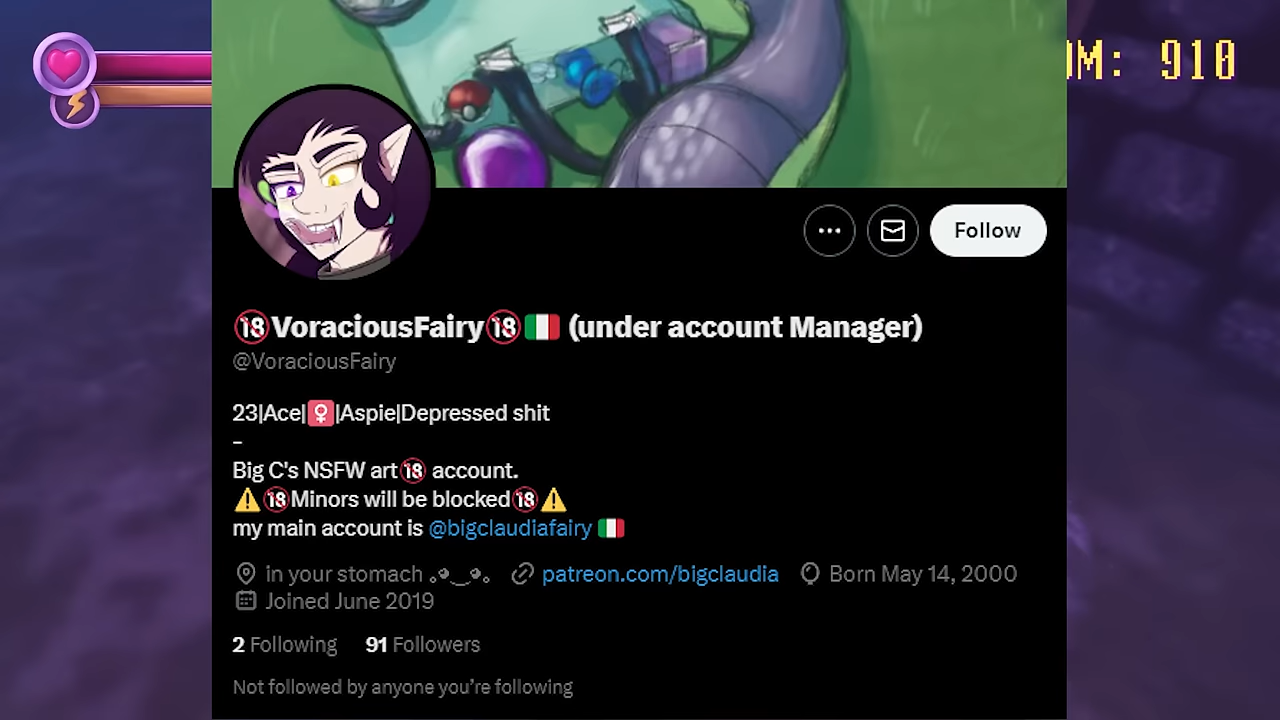 M: 910
Follow
🔞VoraciousFairy🔞🇮🇹 (under account Manager)
@VoraciousFairy
23|Ace|♀️|Aspie|Depressed shit
–
Big C's NSFW art🔞 account.
⚠️🔞Minors will be blocked🔞⚠️
my main account is @bigclaudiafairy 🇮🇹
in your stomach ｡◕‿◕｡ patreon.com/bigclaudia Born May 14, 2000
Joined June 2019
2 Following 91 Followers
Not followed by anyone you’re following